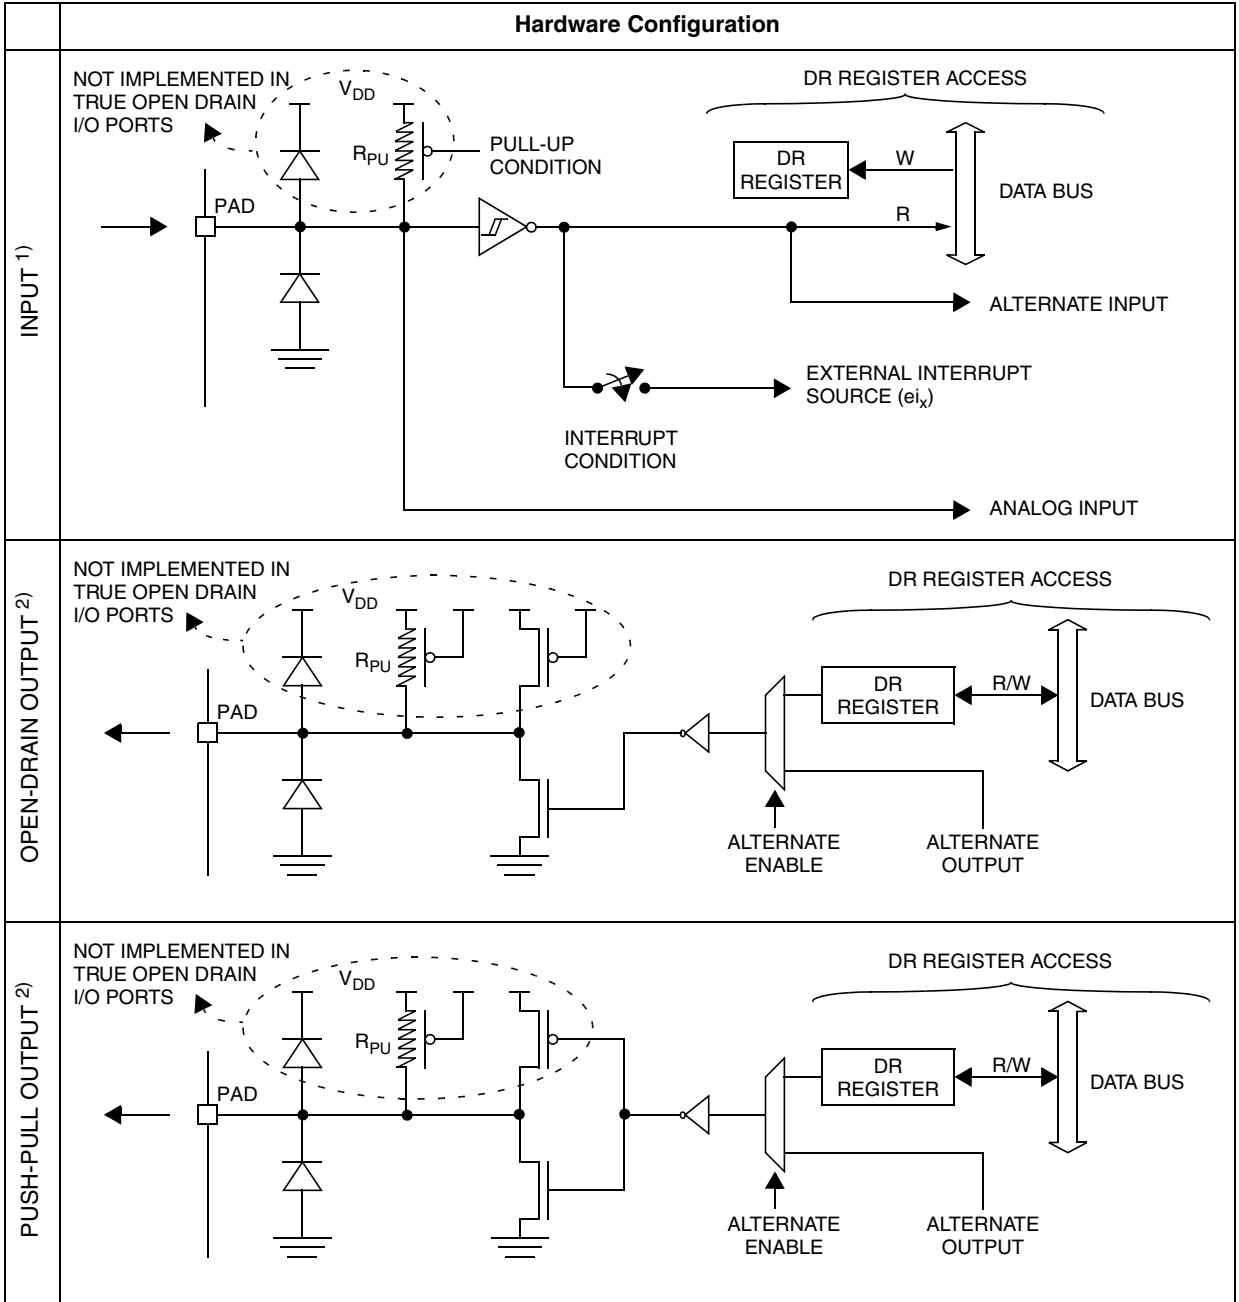 Hardware Configuration
INPUT 1)
NOT IMPLEMENTED IN
TRUE OPEN DRAIN
I/O PORTS
VDD
RPU
PULL-UP
CONDITION
PAD
DR REGISTER ACCESS
DR
REGISTER
W
R
DATA BUS
ALTERNATE INPUT
EXTERNAL INTERRUPT
SOURCE (eix)
INTERRUPT
CONDITION
ANALOG INPUT
OPEN-DRAIN OUTPUT 2)
NOT IMPLEMENTED IN
TRUE OPEN DRAIN
I/O PORTS
VDD
RPU
PAD
DR REGISTER ACCESS
DR
REGISTER
R/W
DATA BUS
ALTERNATE
ENABLE
ALTERNATE
OUTPUT
PUSH-PULL OUTPUT 2)
NOT IMPLEMENTED IN
TRUE OPEN DRAIN
I/O PORTS
VDD
RPU
PAD
DR REGISTER ACCESS
DR
REGISTER
R/W
DATA BUS
ALTERNATE
ENABLE
ALTERNATE
OUTPUT